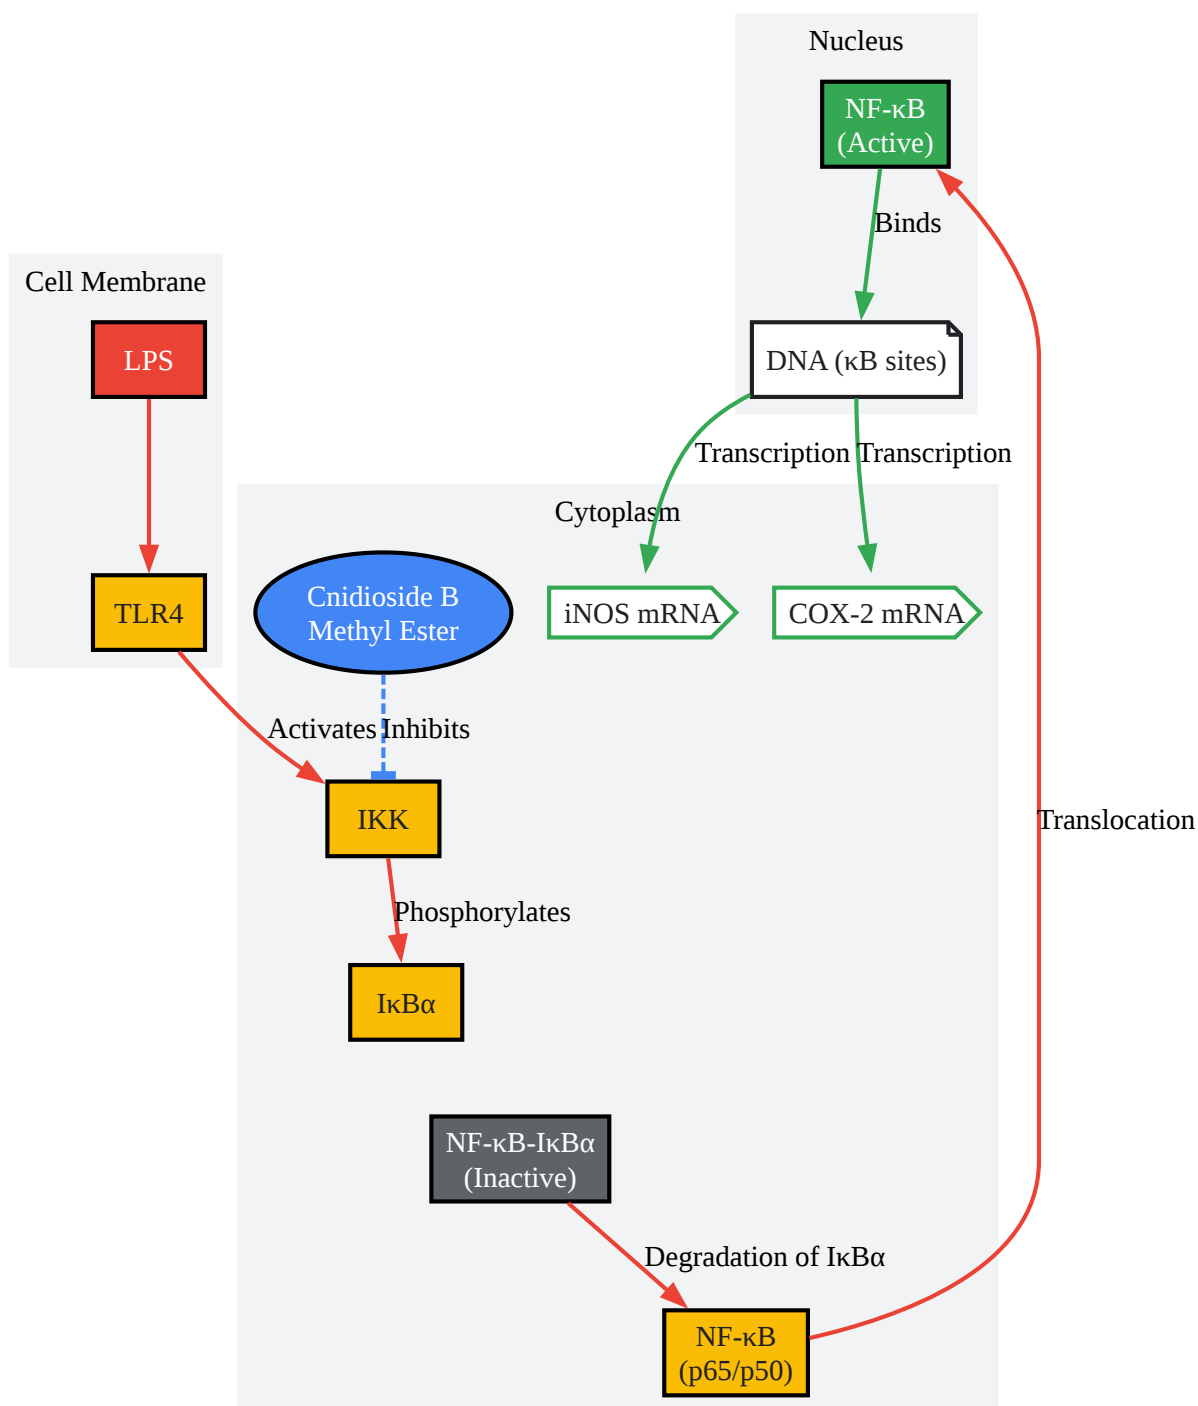 Nucleus
NF-κB
(Active)
Binds
Cell Membrane
LPS
DNA (κB sites)
Transcription
Transcription
Cytoplasm
TLR4
Cnidioside B
Methyl Ester
iNOS mRNA
COX-2 mRNA
Activates
Inhibits
IKK
Translocation
Phosphorylates
IκBα
NF-κB-IκBα
(Inactive)
Degradation of IκBα
NF-κB
(p65/p50)